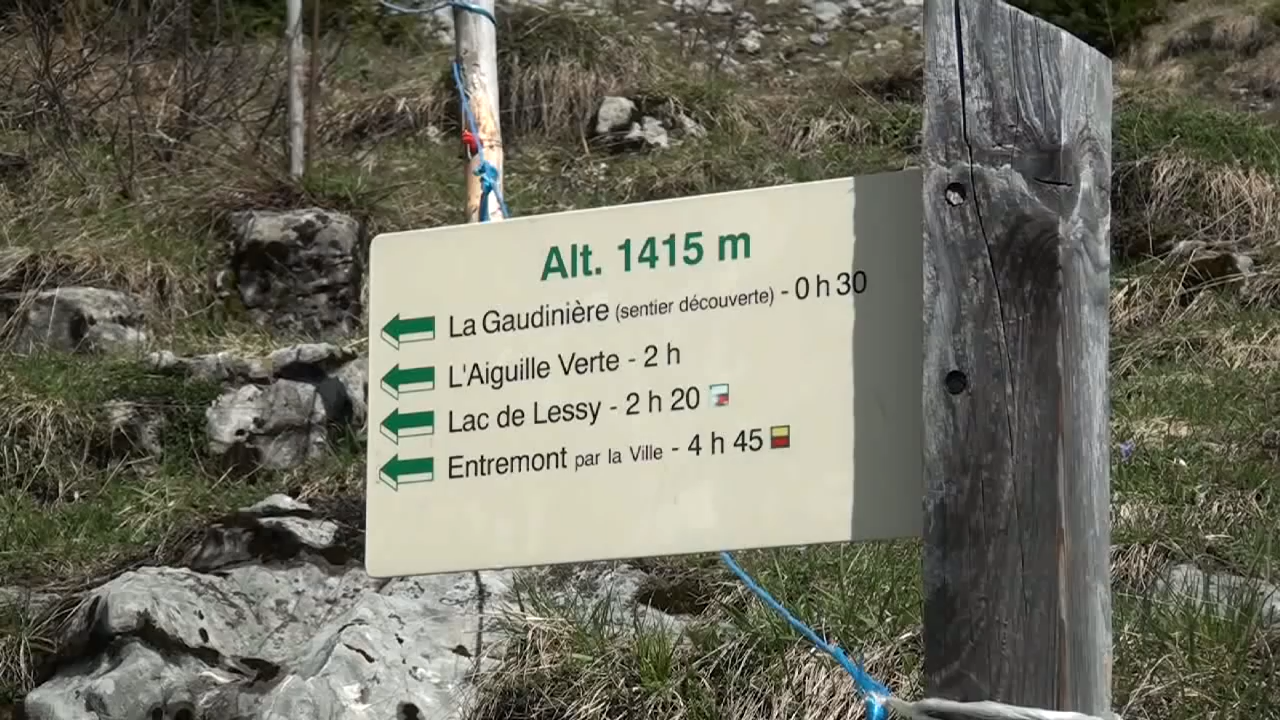 Alt. 1415 m
La Gaudinière (sentier découverte) - 0 h 30
L'Aiguille Verte - 2 h
Lac de Lessy - 2 h 20
Entremont par la Ville - 4 h 45